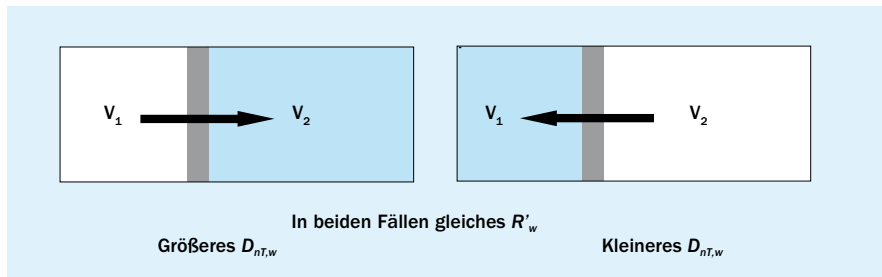 V₁ V₂ V₁ V₂
In beiden Fällen gleiches R'w
Größeres DnT,w Kleineres DnT,w